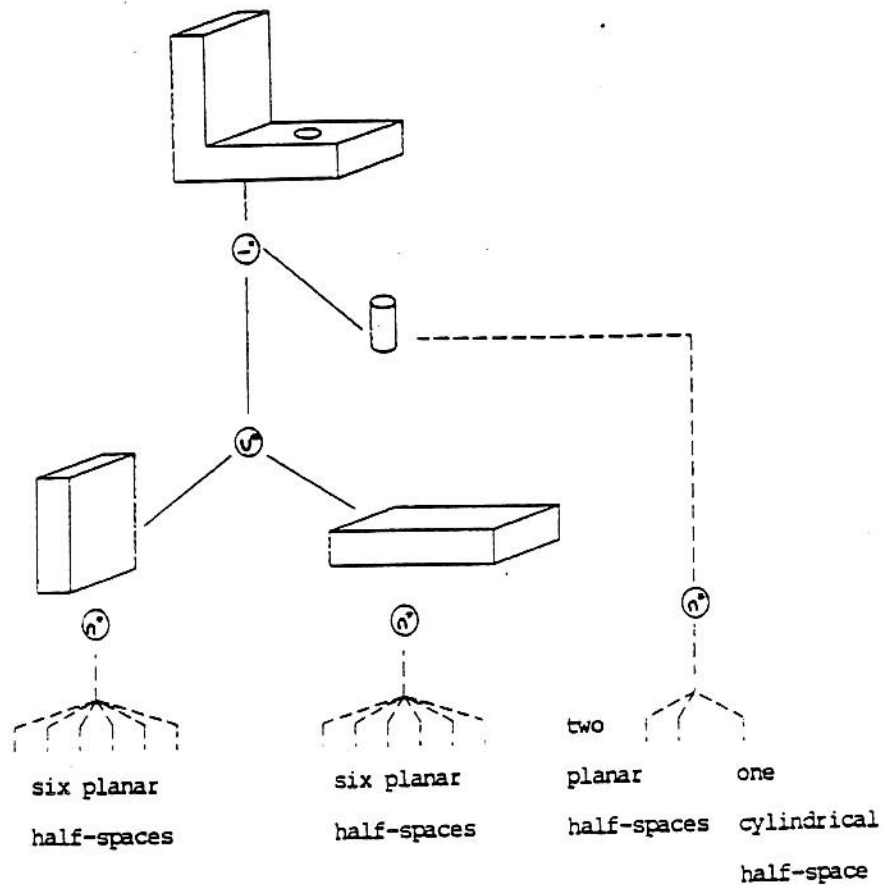 -*
∪*
∩*
∩*
∩*
six planar
half-spaces
six planar
half-spaces
two
planar
half-spaces
one
cylindrical
half-space